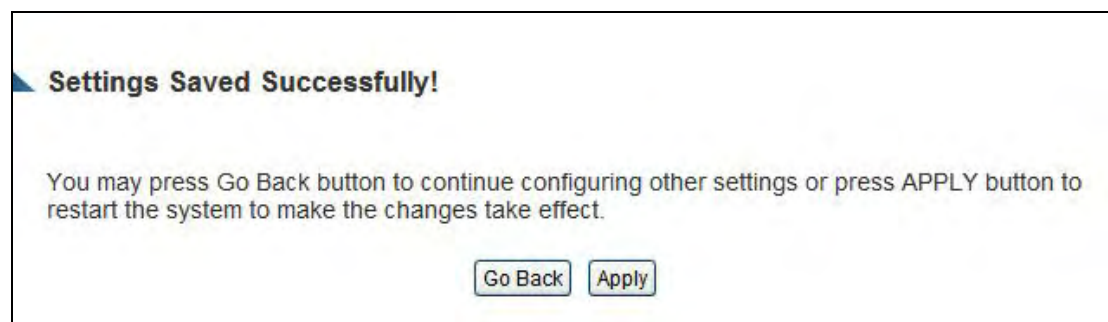 Settings Saved Successfully!
You may press Go Back button to continue configuring other settings or press APPLY button to
restart the system to make the changes take effect.
Go Back Apply